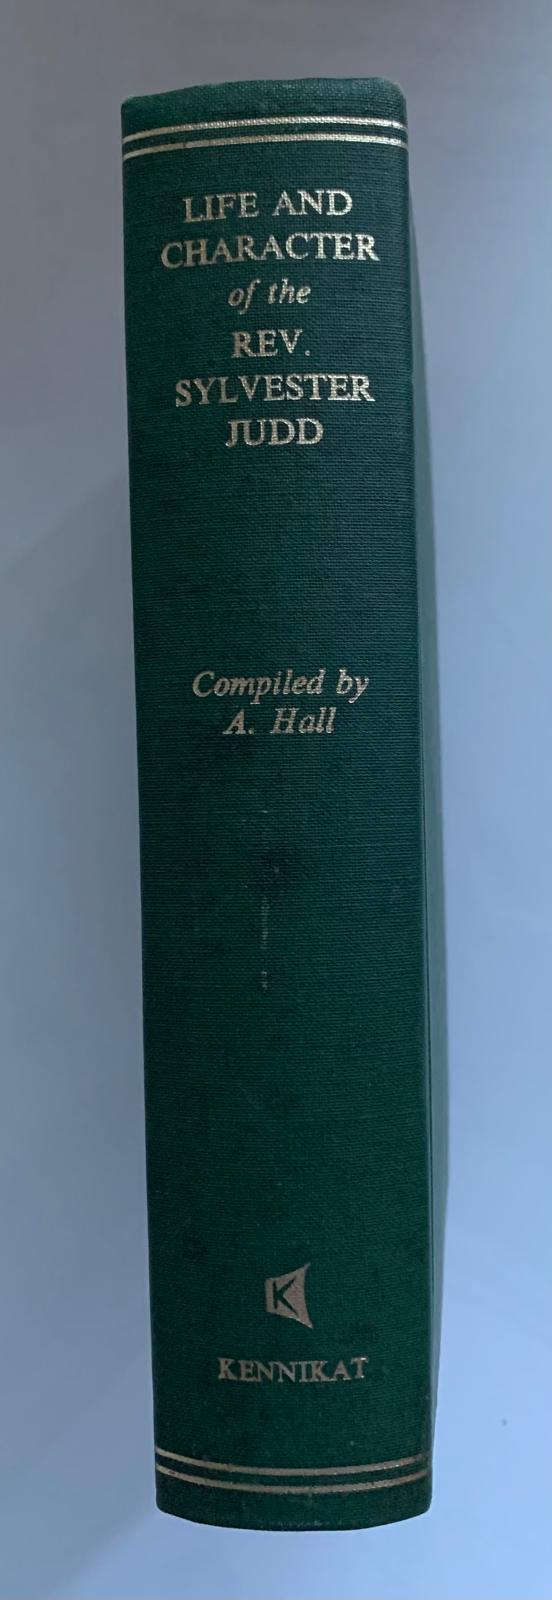 LIFE AND
CHARACTER
of the
REV.
SYLVESTER
JUDD
Compiled by
A. Hall
K
KENNIKAT